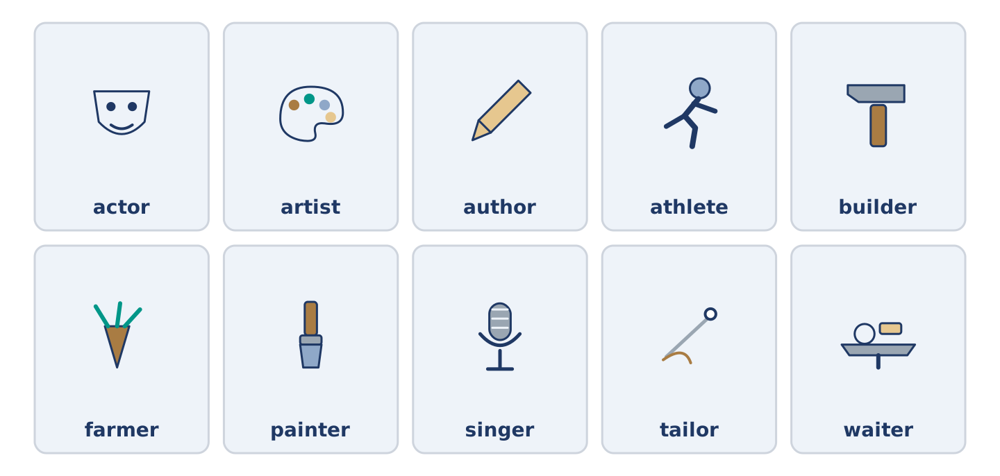 actor
artist
author
athlete
builder
farmer
painter
singer
tailor
waiter